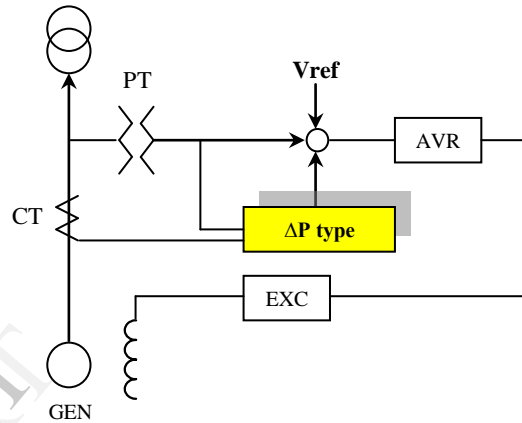 PT
Vref
AVR
CT
ΔP type
EXC
GEN